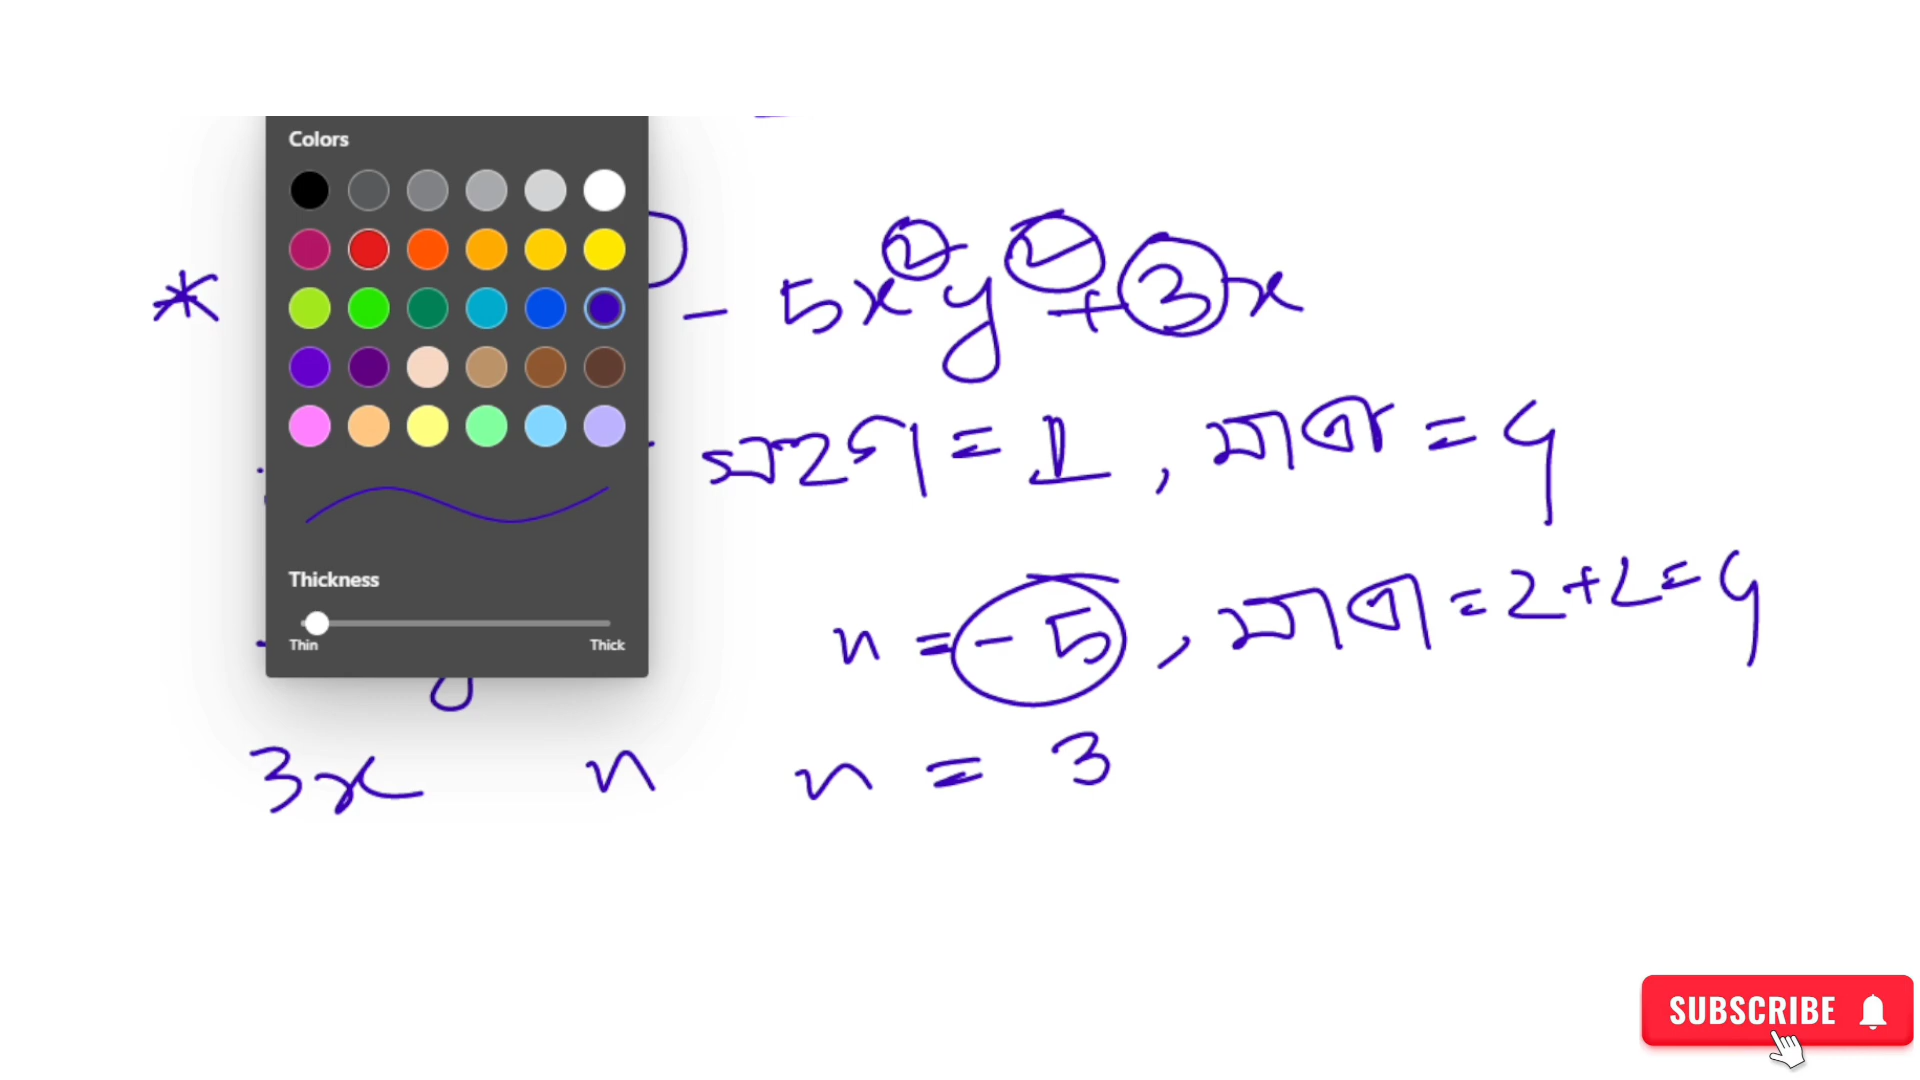 Colors
* - 5x²y² + 3x
সহগ = 1, মাত্রা = 4
Thickness
n = - 5, মাত্রা = 2+2 = 4
Thin Thick
y
3x n n = 3
SUBSCRIBE